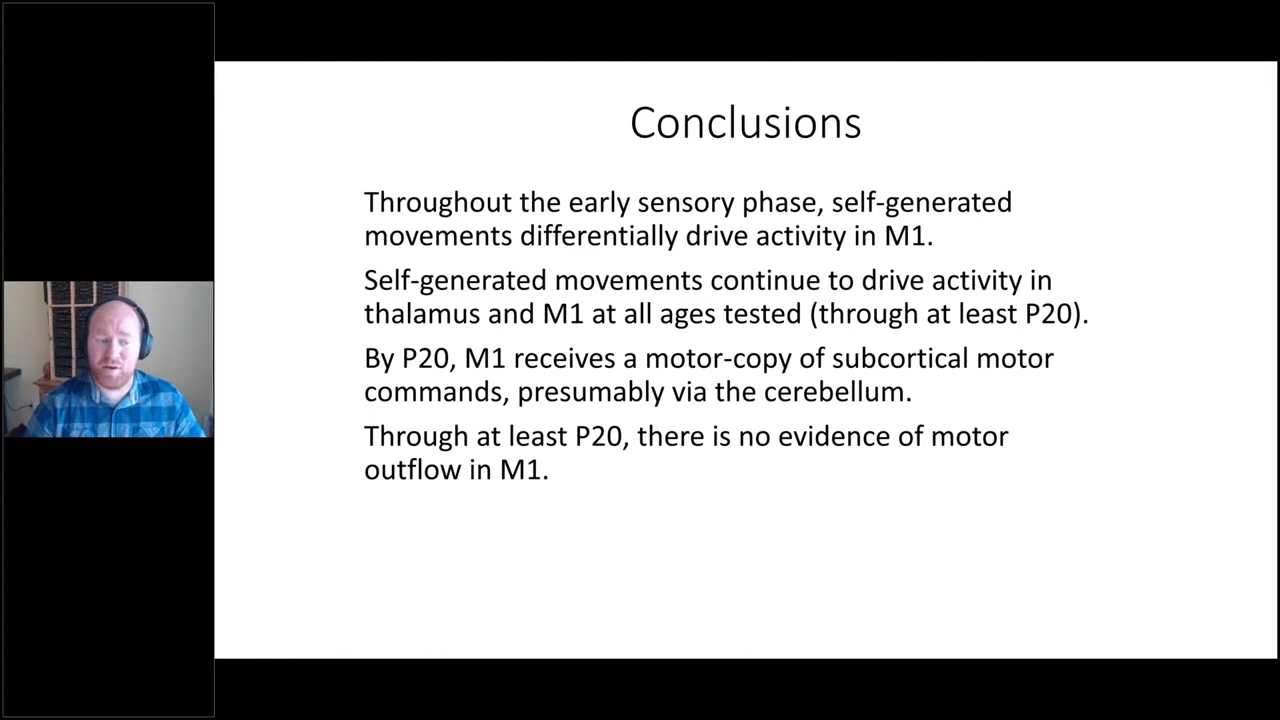 Conclusions
Throughout the early sensory phase, self-generated
movements differentially drive activity in M1.
Self-generated movements continue to drive activity in
thalamus and M1 at all ages tested (through at least P20).
By P20, M1 receives a motor-copy of subcortical motor
commands, presumably via the cerebellum.
Through at least P20, there is no evidence of motor
outflow in M1.